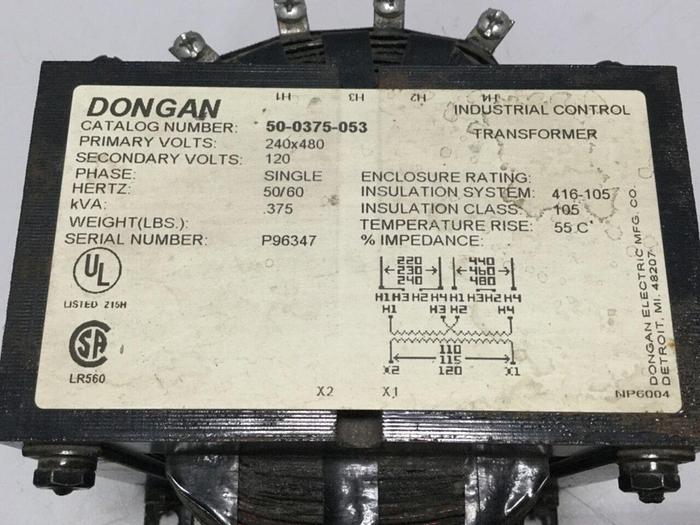 H1 H3 H2 H4
DONGAN
INDUSTRIAL CONTROL
TRANSFORMER
CATALOG NUMBER: 50-0375-053
PRIMARY VOLTS: 240x480
SECONDARY VOLTS: 120
PHASE: SINGLE
HERTZ: 50/60
kVA: .375
WEIGHT(LBS.):
SERIAL NUMBER: P96347
ENCLOSURE RATING:
INSULATION SYSTEM: 416-105
INSULATION CLASS: 105
TEMPERATURE RISE: 55 C
% IMPEDANCE:
UL
LISTED 215H
CSA
LR560
220 440
230 460
240 480
H1 H3 H2 H4 H1 H3 H2 H4
H1 H3 H2 H4
110
115
X2 120 X1
X2 X1
DONGAN ELECTRIC MFG. CO.
DETROIT, MI. 48207
NP6004